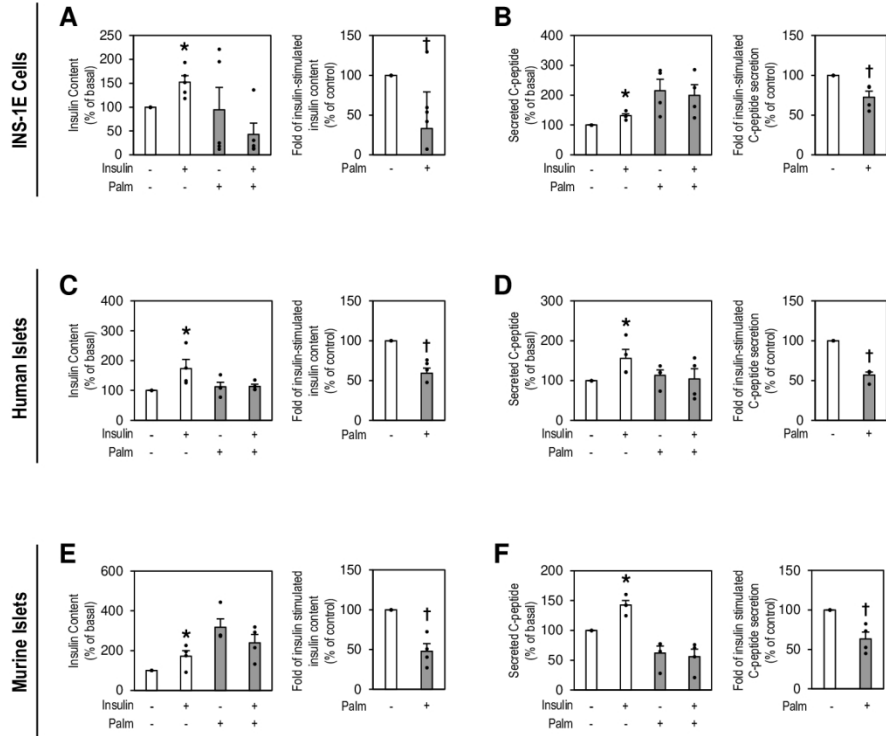 INS-1E Cells
A
Insulin Content
(% of basal)
250
200
150
100
50
0
*
Insulin - + - +
Palm - - + +
Fold of insulin-stimulated
insulin content
(% of control)
150
100
50
0
†
Palm - +
B
Secreted C-peptide
(% of basal)
400
300
200
100
0
*
Insulin - + - +
Palm - - + +
Fold of insulin-stimulated
C-peptide secretion
(% of control)
150
100
50
0
†
Palm - +
Human Islets
C
Insulin Content
(% of basal)
400
300
200
100
0
*
Insulin - + - +
Palm - - + +
Fold of insulin-stimulated
insulin content
(% of control)
150
100
50
0
†
Palm - +
D
Secreted C-peptide
(% of basal)
300
200
100
0
*
Insulin - + - +
Palm - - + +
Fold of insulin-stimulated
C-peptide secretion
(% of control)
150
100
50
0
†
Palm - +
Murine Islets
E
Insulin Content
(% of basal)
600
400
200
0
*
Insulin - + - +
Palm - - + +
Fold of insulin stimulated
insulin content
(% of control)
150
100
50
0
†
Palm - +
F
Secreted C-peptide
(% of basal)
200
150
100
50
0
*
Insulin - + - +
Palm - - + +
Fold of insulin stimulated
C-peptide secretion
(% of control)
150
100
50
0
†
Palm - +